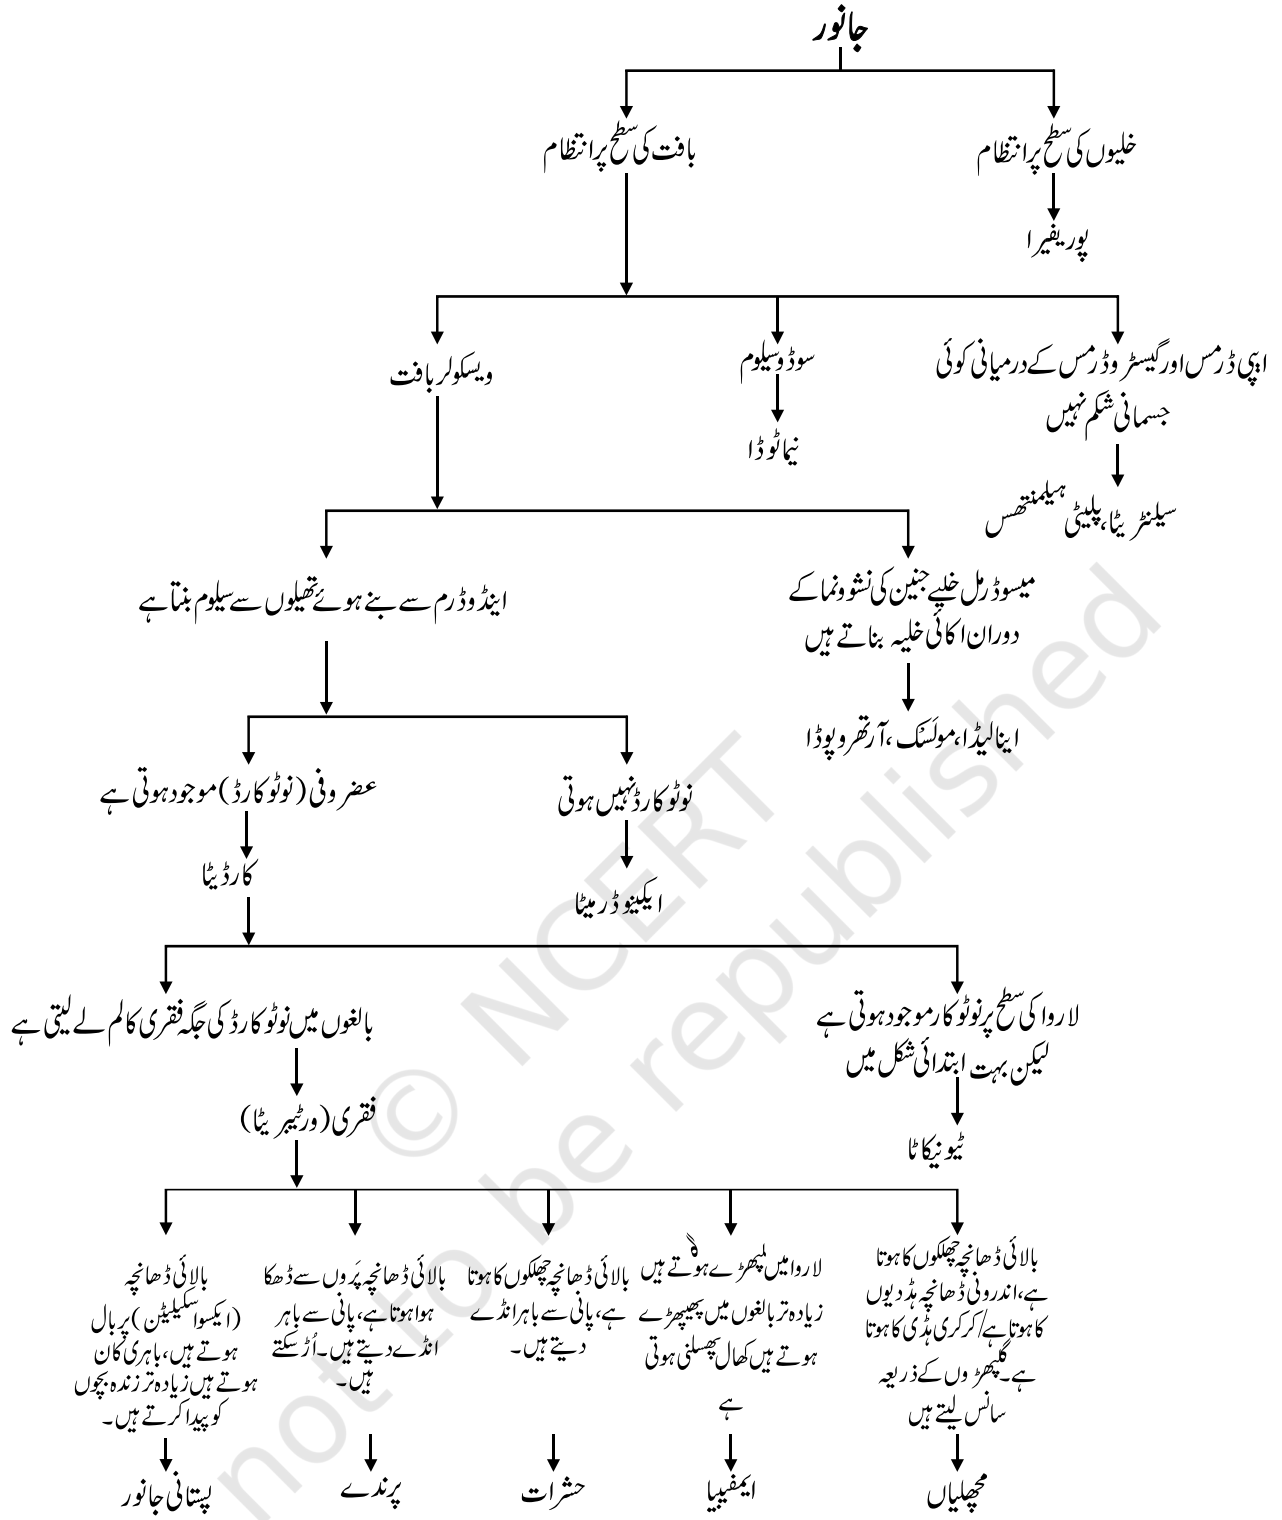 جانور
خلیوں کی سطح پر انتظام
بافت کی سطح پر انتظام
پوریفیرا
ایپی ڈرمس اور گیسٹروڈرمس کے درمیانی کوئی
جسمانی شکم نہیں
سوڈوسیلوم
ویسکولر بافت
نیماٹوڈا
سیلنٹریٹا، پلیٹی ہیلمنتھس
میسوڈرمل خلیے جنین کی نشوونما کے
دوران اکائی خلیہ بناتے ہیں
اینڈوڈرم سے بنے ہوئے تھیلوں سے سیلوم بنتا ہے
اینالیڈا، مولسک، آرتھروپوڈا
نوٹوکارڈ نہیں ہوتی
عضروفی (نوٹوکارڈ) موجود ہوتی ہے
ایکینوڈرمیٹا
کارڈیٹا
لاروا کی سطح پر نوٹوکار موجود ہوتی ہے
لیکن بہت ابتدائی شکل میں
بالغوں میں نوٹوکارڈ کی جگہ فقری کالم لے لیتی ہے
ٹیونیکاٹا
فقری (ورٹیبریٹا)
بالائی ڈھانچہ چھلکوں کا ہوتا
ہے، اندرونی ڈھانچہ ہڈدیوں
کا ہوتا ہے/ کرکری ہڈی کا ہوتا
ہے۔ گلپھڑوں کے ذریعہ
سانس لیتے ہیں
لاروا میں گلپھڑے ہوتے ہیں
زیادہ تر بالغوں میں پھیپھڑے
ہوتے ہیں کھال پھسلنی ہوتی
ہے
بالائی ڈھانچہ چھلکوں کا ہوتا
ہے، پانی سے باہر انڈے
دیتے ہیں۔
بالائی ڈھانچہ پَروں سے ڈھکا
ہوا ہوتا ہے، پانی سے باہر
انڈے دیتے ہیں۔ اُڑ سکتے
ہیں۔
بالائی ڈھانچہ
(ایکسواسکیلیٹن) پر بال
ہوتے ہیں، باہری کان
ہوتے ہیں زیادہ تر زندہ بچوں
کو پیدا کرتے ہیں۔
مچھلیاں
ایمفیبیا
حشرات
پرندے
پستانی جانور
© NCERT
not to be republished